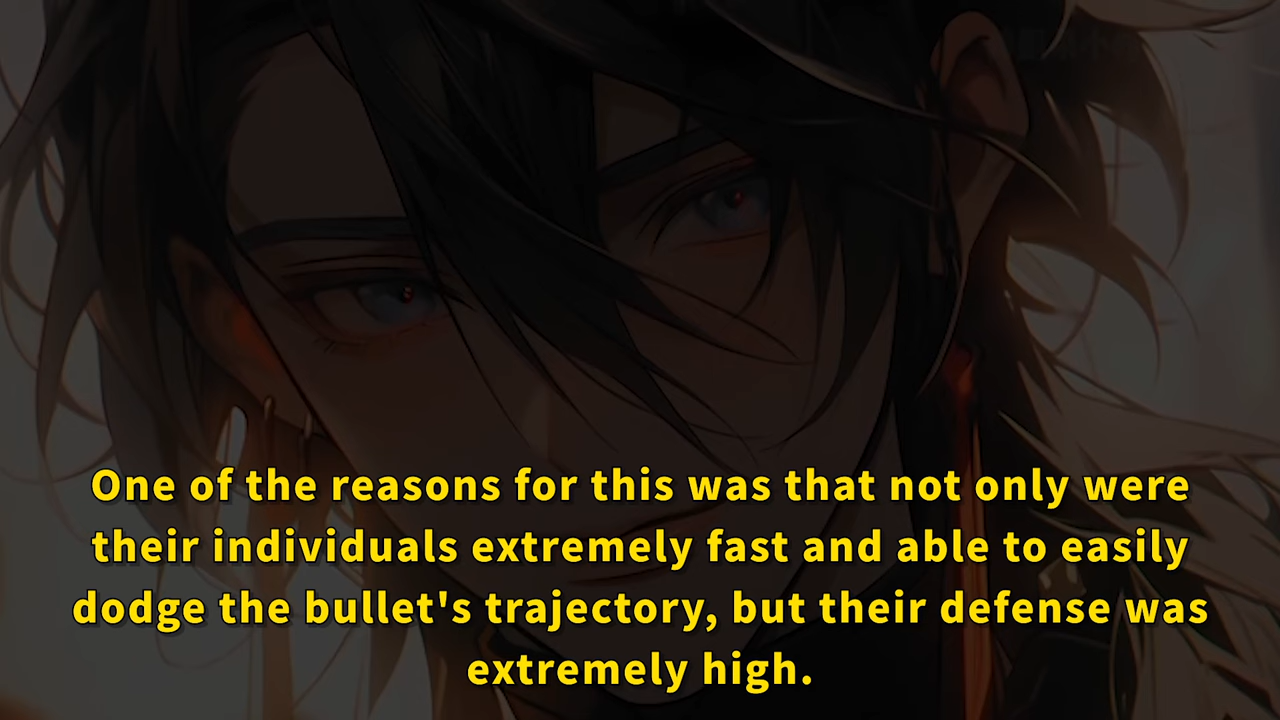 One of the reasons for this was that not only were
their individuals extremely fast and able to easily
dodge the bullet's trajectory, but their defense was
extremely high.